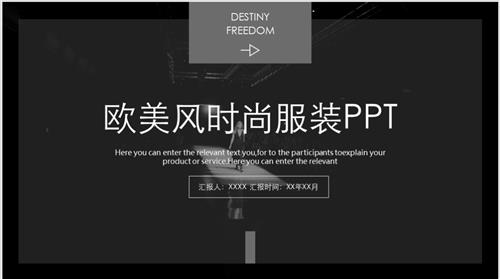 DESTINY
FREEDOM
欧美风时尚服装PPT
Here you can enter the relevant text you,for to the participants toexplain your
product or service.Here you can enter the relevant
汇报人：XXXX 汇报时间：XX年XX月